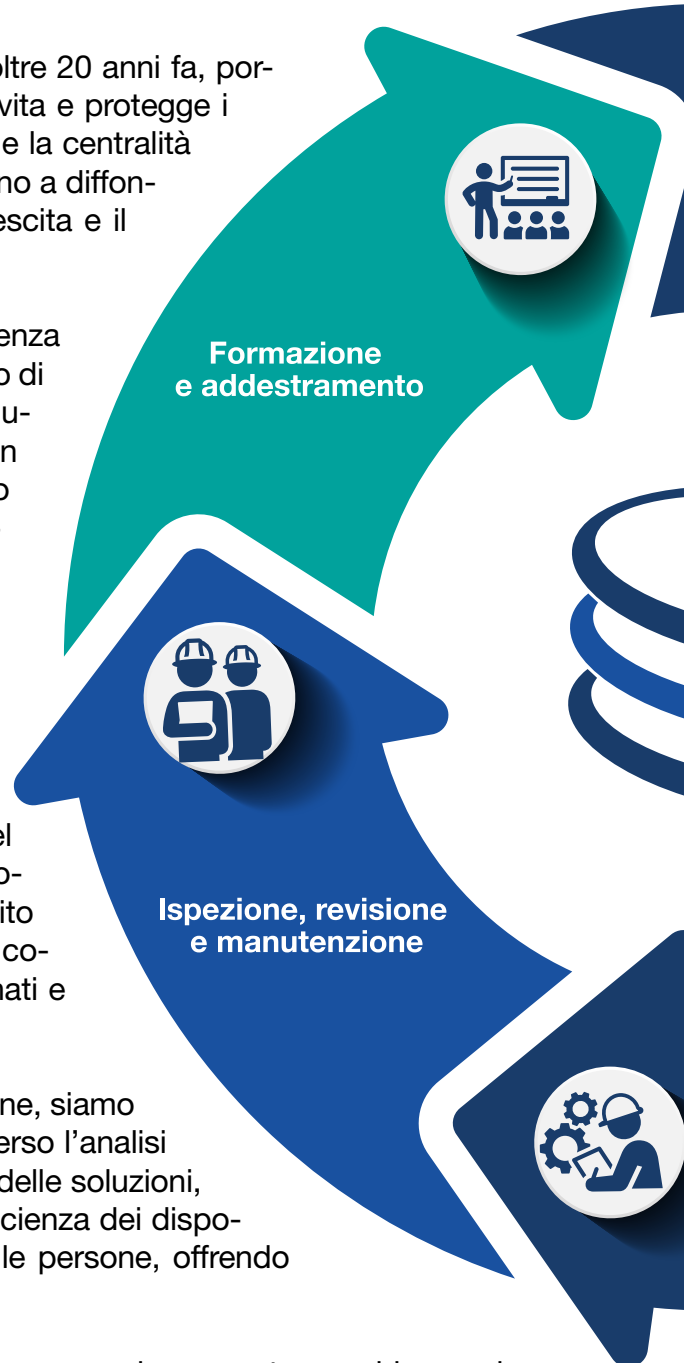 oltre 20 anni fa, por-
vita e protegge i
e la centralità
no a diffon-
escita e il
enza
o di
u-
n
o
Formazione
e addestramento
el
o-
ito
co-
nati e
Ispezione, revisione
e manutenzione
ne, siamo
erso l'analisi
delle soluzioni,
cienza dei dispo-
le persone, offrendo